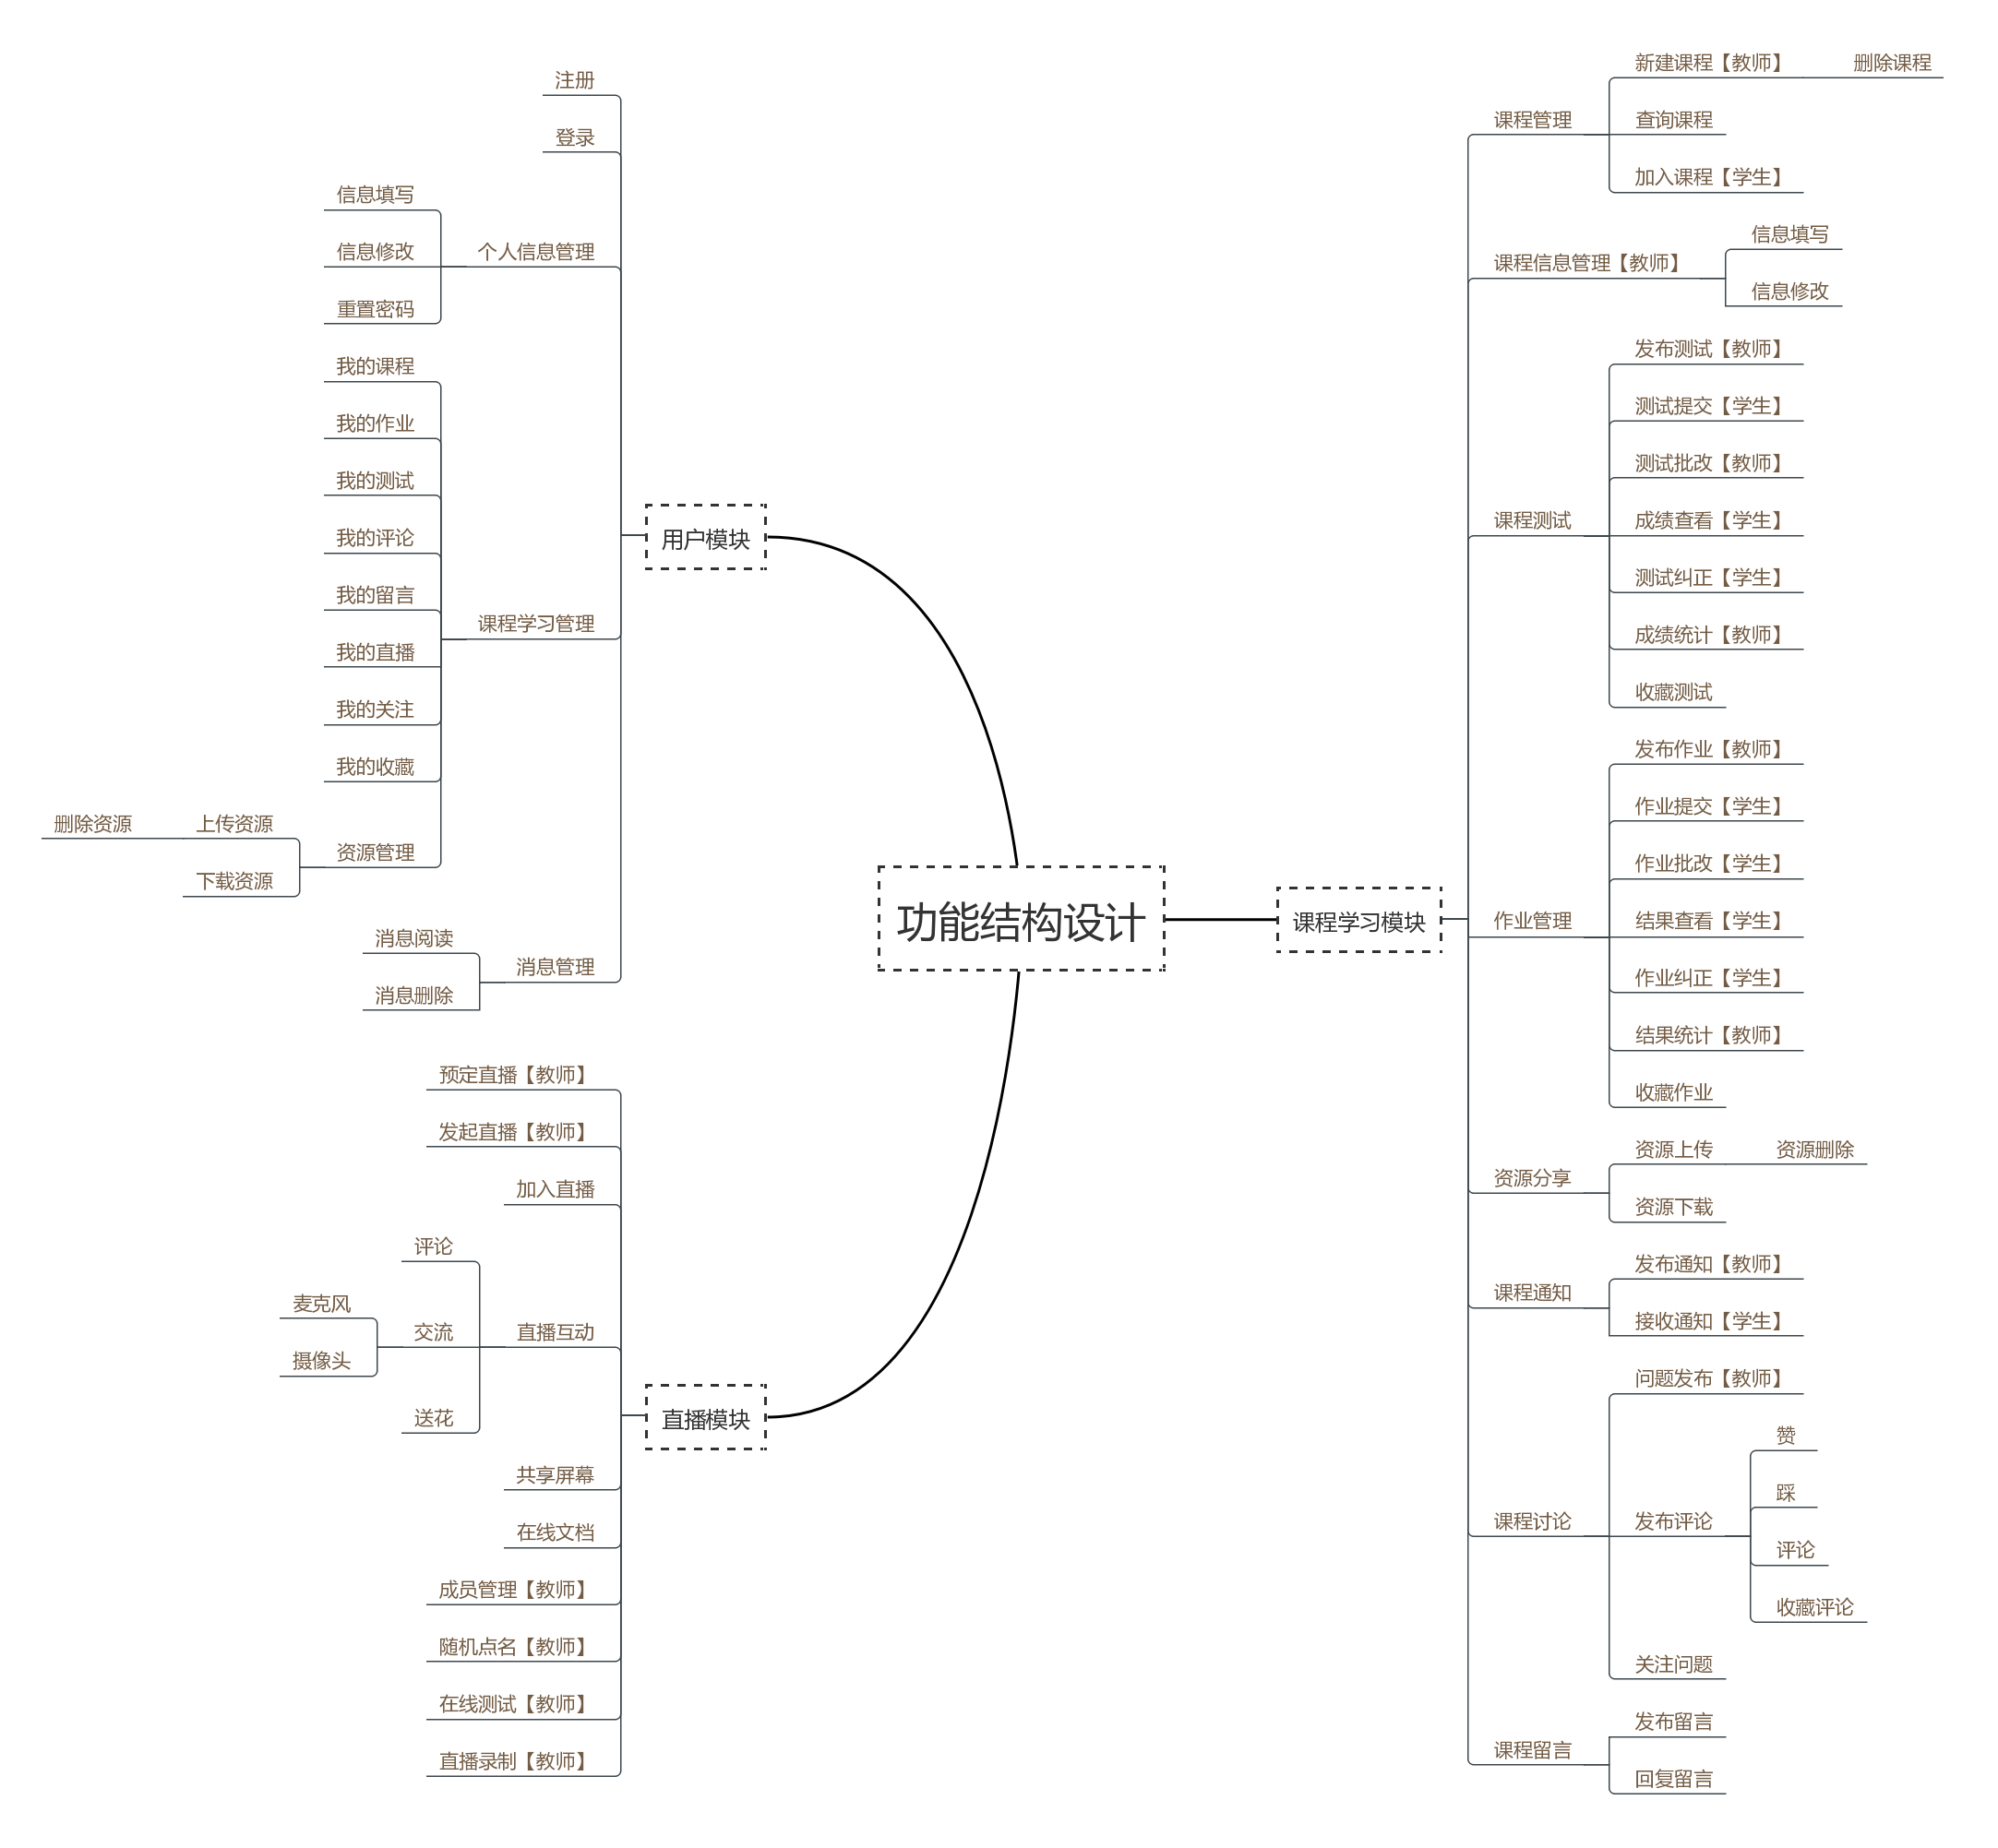 功能结构设计
用户模块
注册
登录
个人信息管理
信息填写
信息修改
重置密码
课程学习管理
我的课程
我的作业
我的测试
我的评论
我的留言
我的直播
我的关注
我的收藏
资源管理
上传资源
删除资源
下载资源
消息管理
消息阅读
消息删除
直播模块
预定直播【教师】
发起直播【教师】
加入直播
直播互动
评论
交流
麦克风
摄像头
送花
共享屏幕
在线文档
成员管理【教师】
随机点名【教师】
在线测试【教师】
直播录制【教师】
课程学习模块
课程管理
新建课程【教师】
删除课程
查询课程
加入课程【学生】
课程信息管理【教师】
信息填写
信息修改
课程测试
发布测试【教师】
测试提交【学生】
测试批改【教师】
成绩查看【学生】
测试纠正【学生】
成绩统计【教师】
收藏测试
作业管理
发布作业【教师】
作业提交【学生】
作业批改【学生】
结果查看【学生】
作业纠正【学生】
结果统计【教师】
收藏作业
资源分享
资源上传
资源删除
资源下载
课程通知
发布通知【教师】
接收通知【学生】
课程讨论
问题发布【教师】
发布评论
赞
踩
评论
收藏评论
关注问题
课程留言
发布留言
回复留言